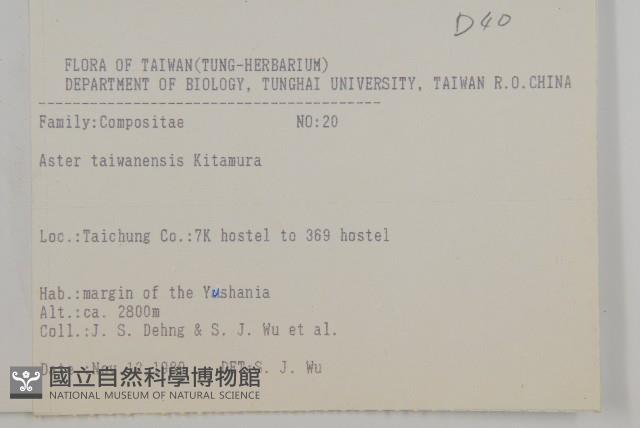 D40
FLORA OF TAIWAN(TUNG-HERBARIUM)
DEPARTMENT OF BIOLOGY, TUNGHAI UNIVERSITY, TAIWAN R.O.CHINA
Family:Compositae NO:20
Aster taiwanensis Kitamura
Loc.:Taichung Co.:7K hostel to 369 hostel
Hab.:margin of the Yushania
Alt.:ca. 2800m
Coll.:J. S. Dehng & S. J. Wu et al.
Nov 12 DET:S. J. Wu
國立自然科學博物館
NATIONAL MUSEUM OF NATURAL SCIENCE